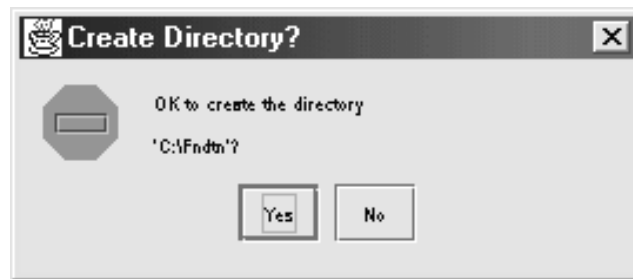 Create Directory?
OK to create the directory
'C:\Fndtn'?
Yes
No